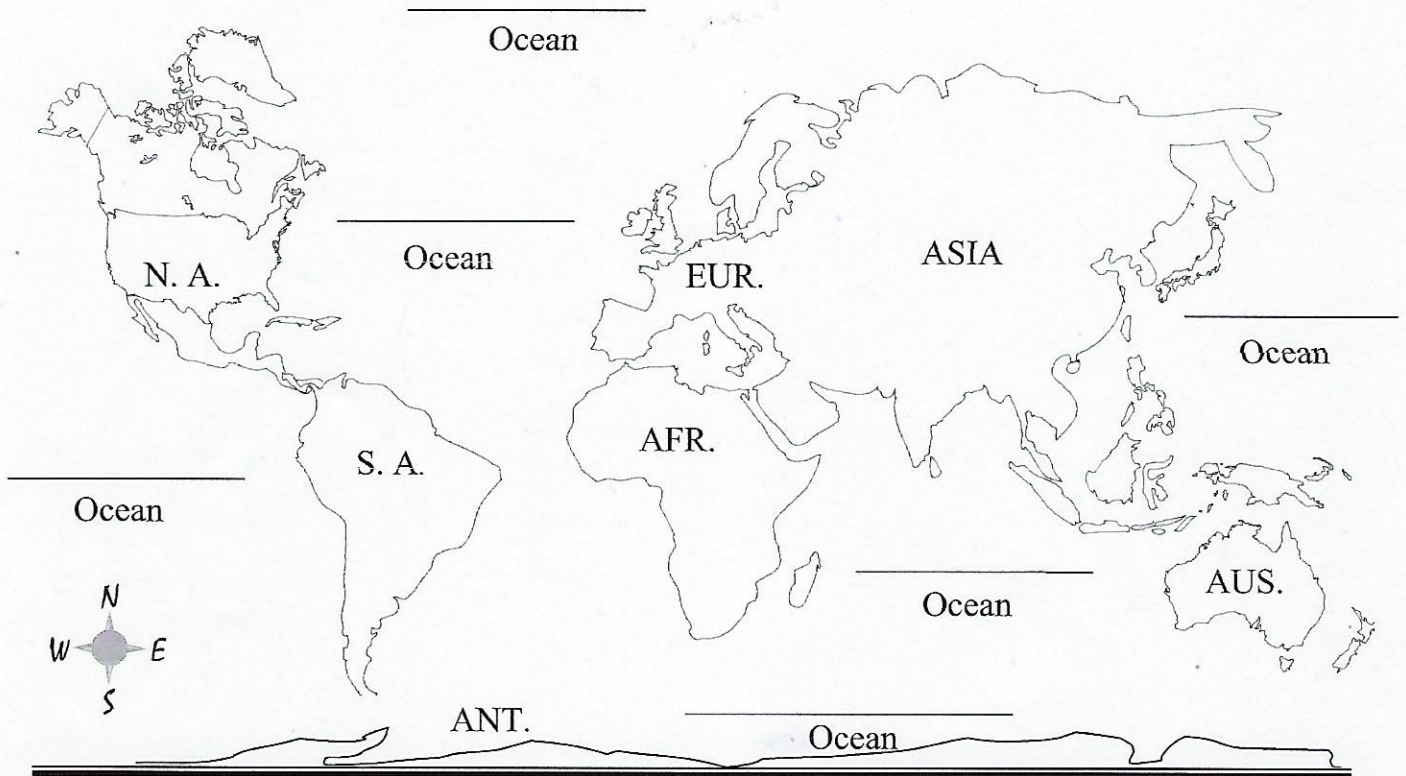 Ocean
Ocean
N. A.
EUR.
ASIA
Ocean
AFR.
S. A.
Ocean
AUS.
Ocean
N
W E
S
ANT.
Ocean